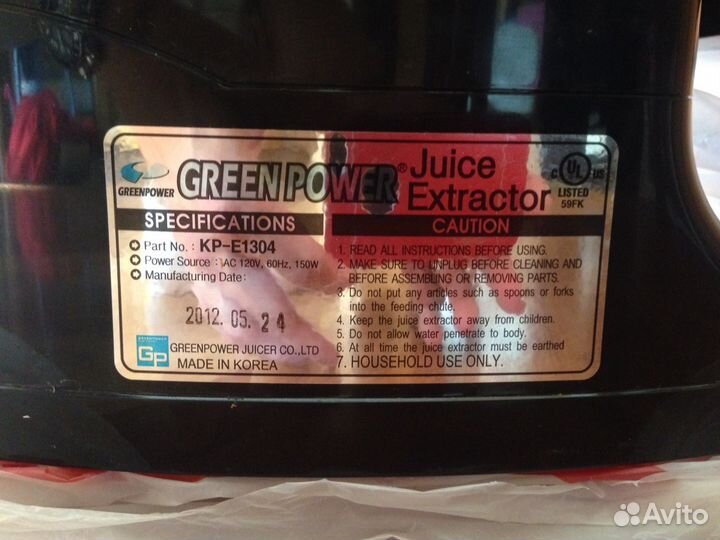 GREENPOWER
GREEN POWER®
Juice
Extractor
C UL US
LISTED
59FK
SPECIFICATIONS
Part No. : KP-E1304
Power Source : AC 120V, 60Hz, 150W
Manufacturing Date:
2012. 05. 24
GREENPOWER
GP
GREENPOWER JUICER CO.,LTD
MADE IN KOREA
CAUTION
1. READ ALL INSTRUCTIONS BEFORE USING.
2. MAKE SURE TO UNPLUG BEFORE CLEANING AND
BEFORE ASSEMBLING OR REMOVING PARTS.
3. Do not put any articles such as spoons or forks
into the feeding chute.
4. Keep the juice extractor away from children.
5. Do not allow water penetrate to body.
6. At all time the juice extractor must be earthed
7. HOUSEHOLD USE ONLY.
Avito